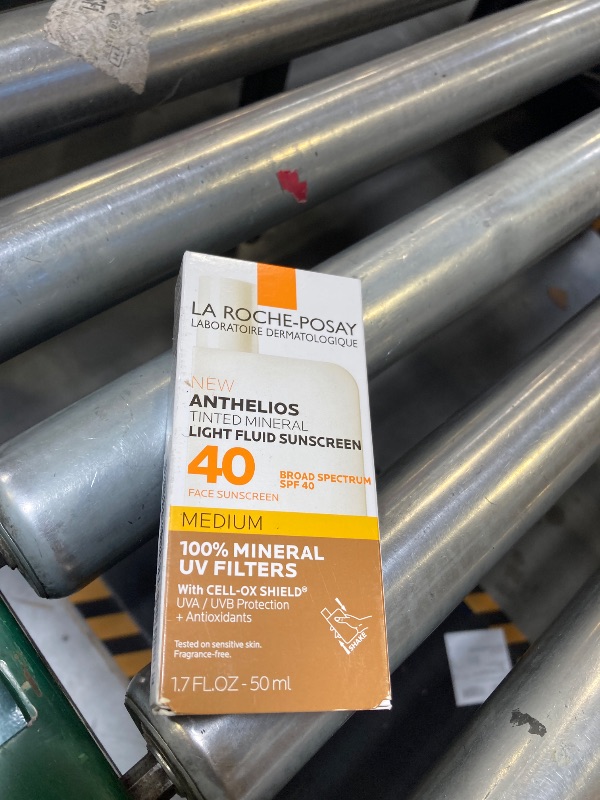 LA ROCHE-POSAY
LABORATOIRE DERMATOLOGIQUE
NEW
ANTHELIOS
TINTED MINERAL
LIGHT FLUID SUNSCREEN
40
BROAD SPECTRUM
SPF 40
FACE SUNSCREEN
MEDIUM
100% MINERAL
UV FILTERS
With CELL-OX SHIELD®
UVA / UVB Protection
+ Antioxidants
SHAKE
Tested on sensitive skin.
Fragrance-free.
1.7 FL.OZ - 50 ml